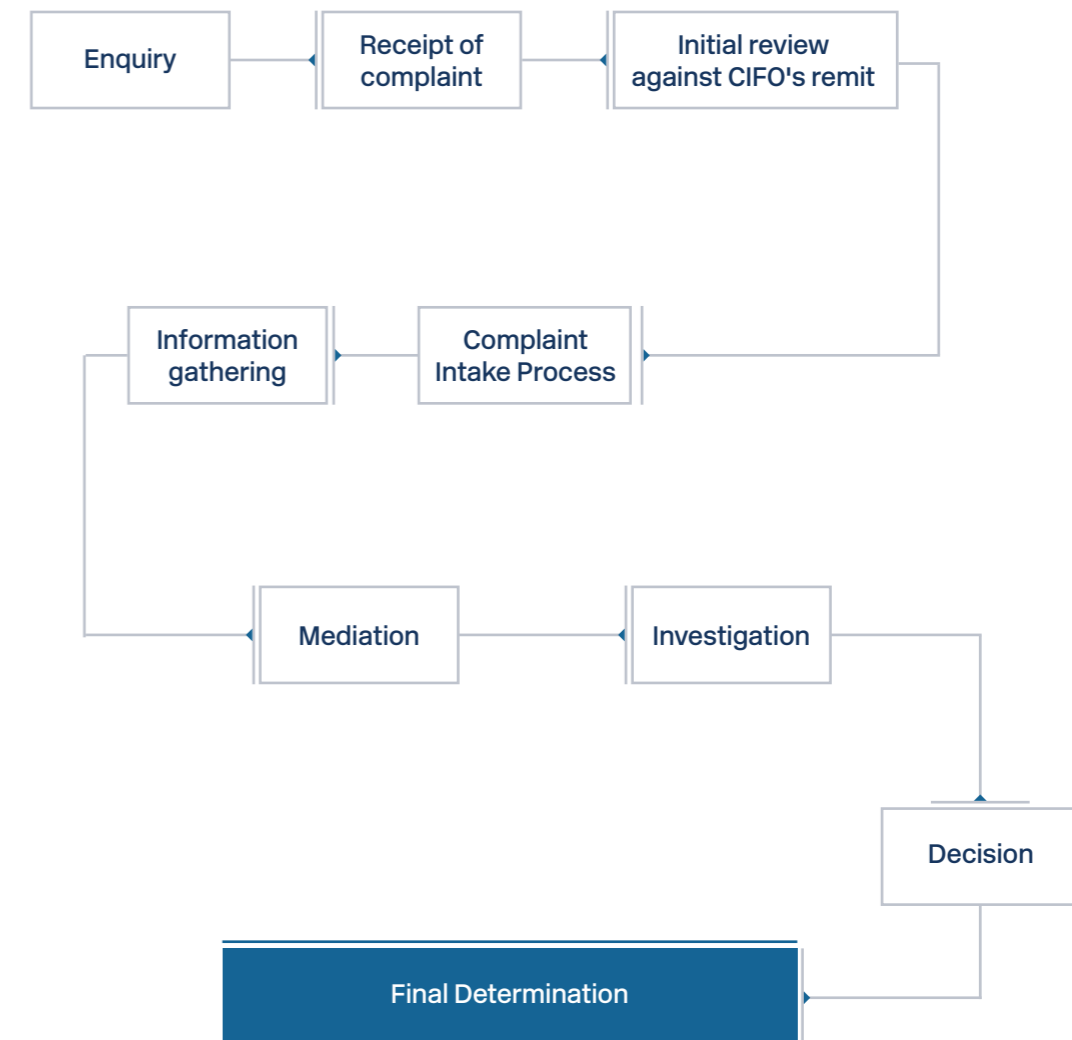 Enquiry
Receipt of
complaint
Initial review
against CIFO's remit
Complaint
Intake Process
Information
gathering
Mediation
Investigation
Decision
Final Determination